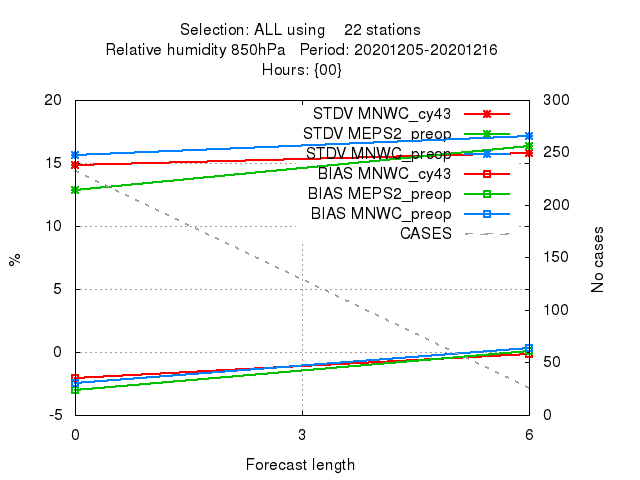 Selection: ALL using    22 stations
Relative humidity 850hPa   Period: 20201205-20201216
Hours: {00}
20
15
10
5
0
-5
%
300
250
200
150
100
50
0
No cases
STDV MNWC_cy43
STDV MEPS2_preop
STDV MNWC_preop
BIAS MNWC_cy43
BIAS MEPS2_preop
BIAS MNWC_preop
CASES
0 3 6
Forecast length